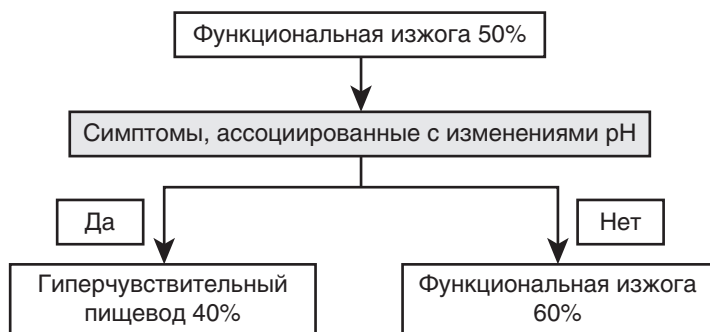 Функциональная изжога 50%
Симптомы, ассоциированные с изменениями pH
Да
Нет
Гиперчувствительный
пищевод 40%
Функциональная изжога
60%